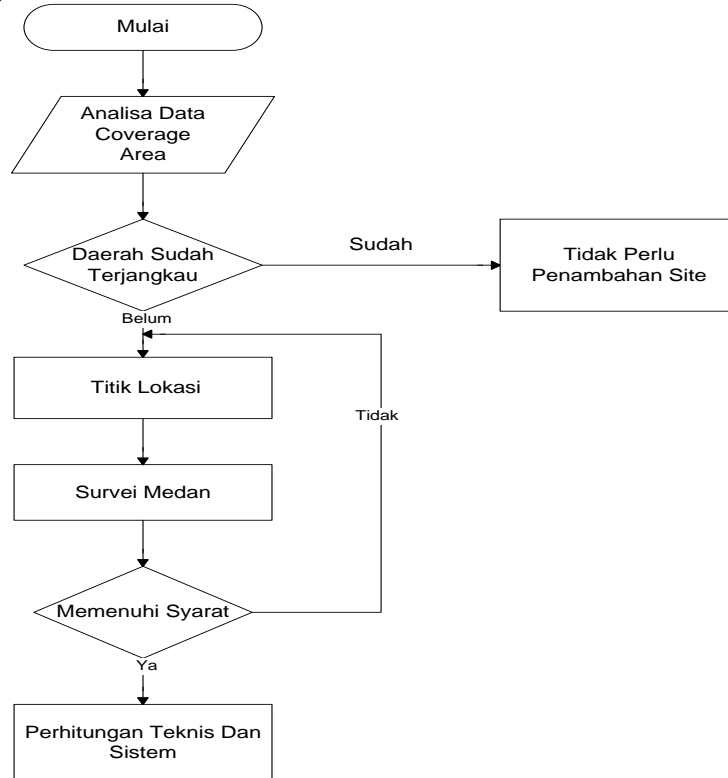 Mulai
Analisa Data
Coverage
Area
Daerah Sudah
Terjangkau
Sudah
Tidak Perlu
Penambahan Site
Belum
Titik Lokasi
Tidak
Survei Medan
Memenuhi Syarat
Ya
Perhitungan Teknis Dan
Sistem